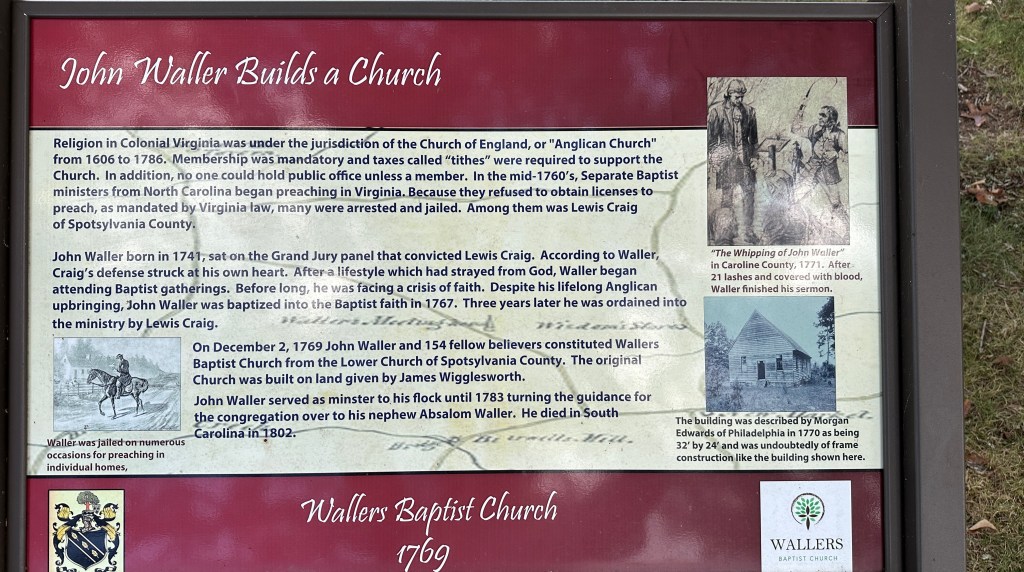 John Waller Builds a Church
Religion in Colonial Virginia was under the jurisdiction of the Church of England, or "Anglican Church"
from 1606 to 1786. Membership was mandatory and taxes called "tithes" were required to support the
Church. In addition, no one could hold public office unless a member. In the mid-1760's, Separate Baptist
ministers from North Carolina began preaching in Virginia. Because they refused to obtain licenses to
preach, as mandated by Virginia law, many were arrested and jailed. Among them was Lewis Craig
of Spotsylvania County.
John Waller born in 1741, sat on the Grand Jury panel that convicted Lewis Craig. According to Waller,
Craig's defense struck at his own heart. After a lifestyle which had strayed from God, Waller began
attending Baptist gatherings. Before long, he was facing a crisis of faith. Despite his lifelong Anglican
upbringing, John Waller was baptized into the Baptist faith in 1767. Three years later he was ordained into
the ministry by Lewis Craig.
On December 2, 1769 John Waller and 154 fellow believers constituted Wallers
Baptist Church from the Lower Church of Spotsylvania County. The original
Church was built on land given by James Wigglesworth.
John Waller served as minster to his flock until 1783 turning the guidance for
the congregation over to his nephew Absalom Waller. He died in South
Carolina in 1802.
Waller was jailed on numerous
occasions for preaching in
individual homes,
"The Whipping of John Waller"
in Caroline County, 1771. After
21 lashes and covered with blood,
Waller finished his sermon.
The building was described by Morgan
Edwards of Philadelphia in 1770 as being
32' by 24' and was undoubtedly of frame
construction like the building shown here.
Wallers Baptist Church
1769
WALLERS
BAPTIST CHURCH